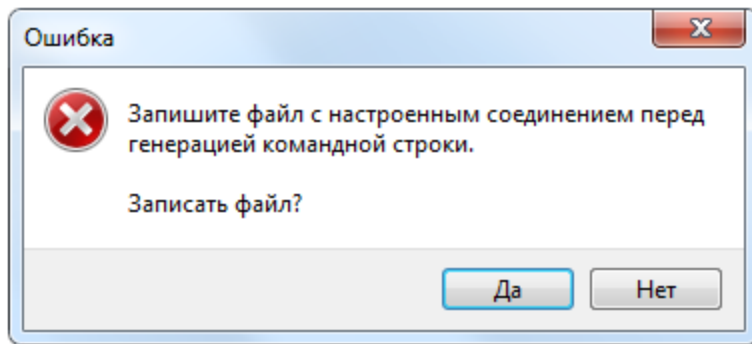 Ошибка
Запишите файл с настроенным соединением перед
генерацией командной строки.
Записать файл?
Да
Нет